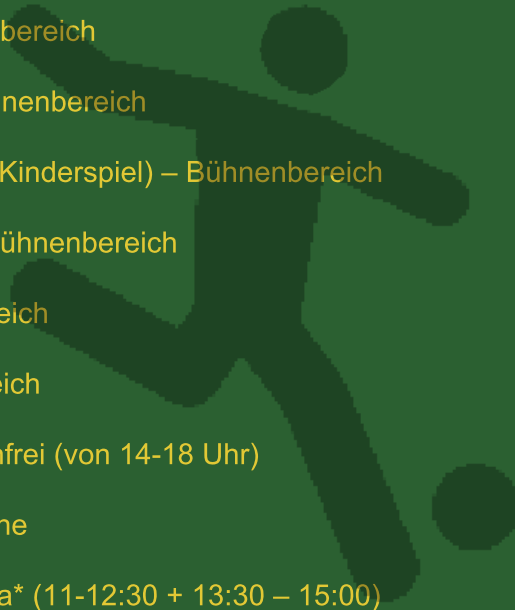 bereich
nenbereich
Kinderspiel) – Bühnenbereich
ühnenbereich
eich
eich
frei (von 14-18 Uhr)
ne
a* (11-12:30 + 13:30 – 15:00)